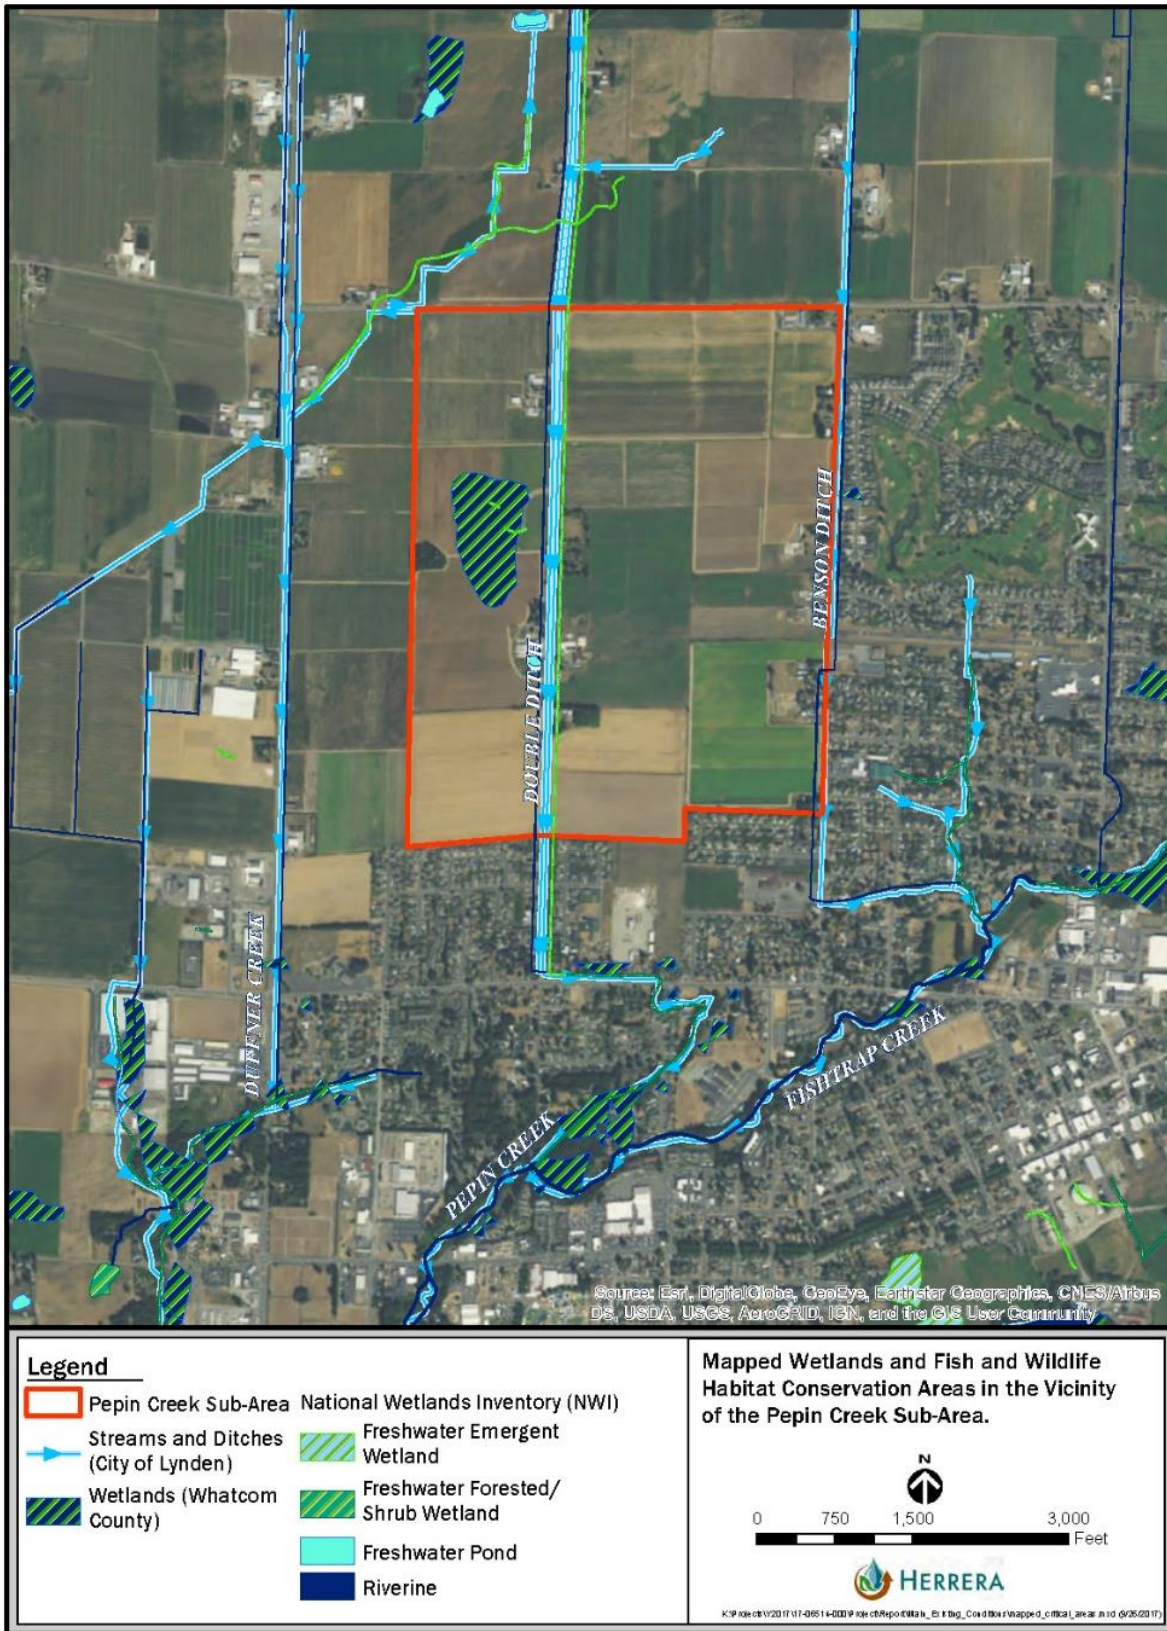 BENSON DITCH
DOUBLE DITCH
DUFFNER CREEK
FISHTRAP CREEK
PEPIN CREEK
Source: Esri, DigitalGlobe, GeoEye, Earthstar Geographics, CNES/Airbus
DS, USDA, USGS, AeroGRID, IGN, and the GIS User Community
Legend
Pepin Creek Sub-Area
Streams and Ditches
(City of Lynden)
Wetlands (Whatcom
County)
National Wetlands Inventory (NWI)
Freshwater Emergent
Wetland
Freshwater Forested/
Shrub Wetland
Freshwater Pond
Riverine
Mapped Wetlands and Fish and Wildlife
Habitat Conservation Areas in the Vicinity
of the Pepin Creek Sub-Area.
N
0 750 1,500 3,000
Feet
HERRERA
(9/26/2017)